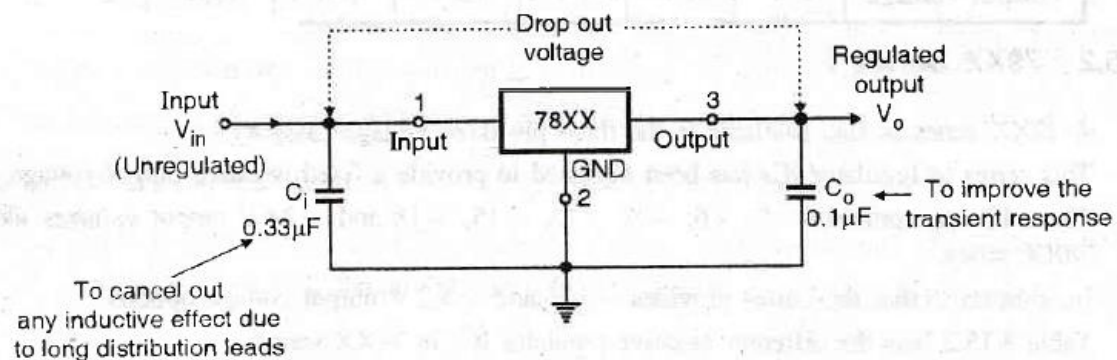 Drop out
voltage
Regulated
output
V_o
Input
V_in
(Unregulated)
1
Input
78XX
3
Output
GND
2
C_i
0.33μF
C_o
0.1μF
To improve the
transient response
To cancel out
any inductive effect due
to long distribution leads